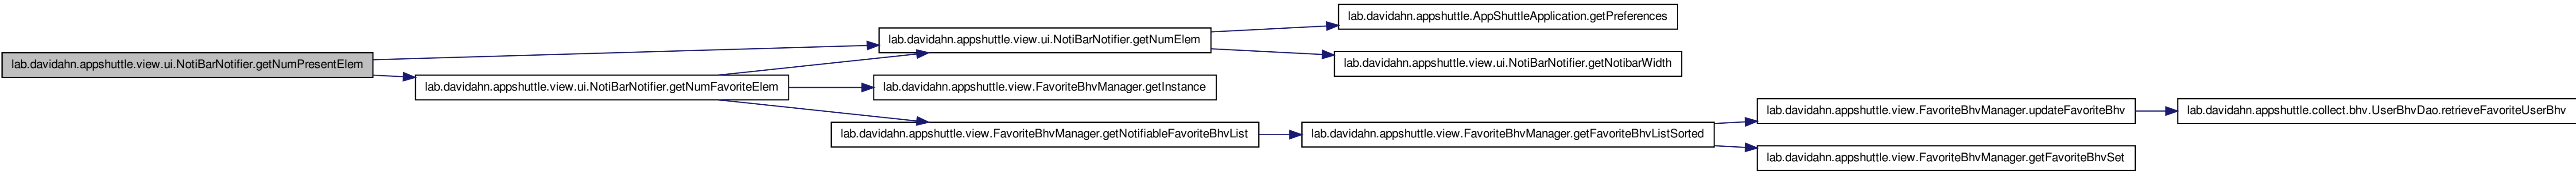 lab.davidahn.appshuttle.view.ui.NotiBarNotifier.getNumPresentElem
lab.davidahn.appshuttle.view.ui.NotiBarNotifier.getNumFavoriteElem
lab.davidahn.appshuttle.view.ui.NotiBarNotifier.getNumElem
lab.davidahn.appshuttle.view.FavoriteBhvManager.getInstance
lab.davidahn.appshuttle.view.FavoriteBhvManager.getNotifiableFavoriteBhvList
lab.davidahn.appshuttle.AppShuttleApplication.getPreferences
lab.davidahn.appshuttle.view.ui.NotiBarNotifier.getNotibarWidth
lab.davidahn.appshuttle.view.FavoriteBhvManager.getFavoriteBhvListSorted
lab.davidahn.appshuttle.view.FavoriteBhvManager.updateFavoriteBhv
lab.davidahn.appshuttle.view.FavoriteBhvManager.getFavoriteBhvSet
lab.davidahn.appshuttle.collect.bhv.UserBhvDao.retrieveFavoriteUserBhv